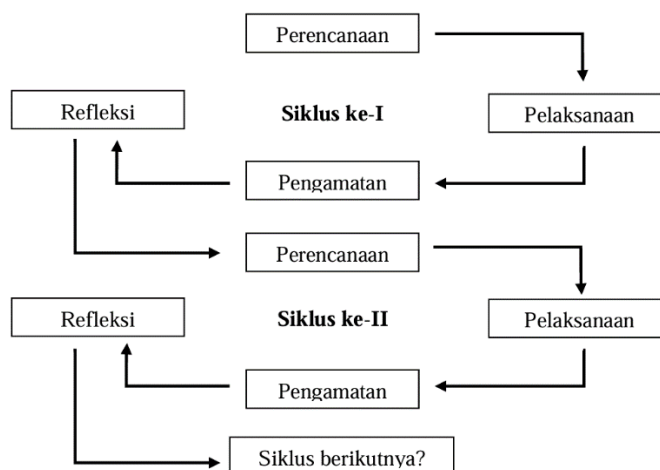 Perencanaan
Refleksi
Siklus ke-I
Pelaksanaan
Pengamatan
Perencanaan
Refleksi
Siklus ke-II
Pelaksanaan
Pengamatan
Siklus berikutnya?